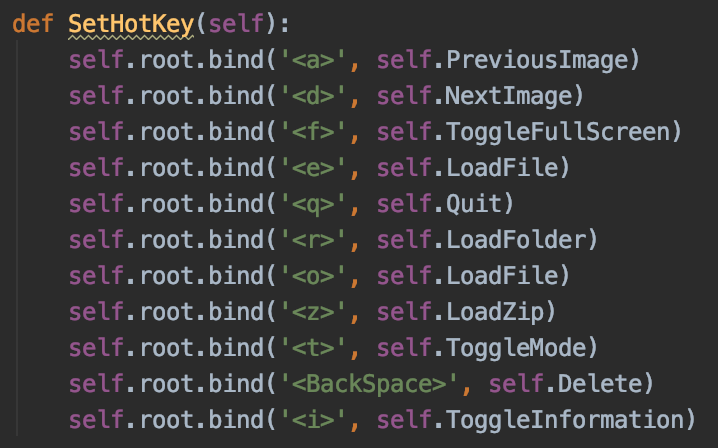 def SetHotKey(self):
    self.root.bind('<a>', self.PreviousImage)
    self.root.bind('<d>', self.NextImage)
    self.root.bind('<f>', self.ToggleFullScreen)
    self.root.bind('<e>', self.LoadFile)
    self.root.bind('<q>', self.Quit)
    self.root.bind('<r>', self.LoadFolder)
    self.root.bind('<o>', self.LoadFile)
    self.root.bind('<z>', self.LoadZip)
    self.root.bind('<t>', self.ToggleMode)
    self.root.bind('<BackSpace>', self.Delete)
    self.root.bind('<i>', self.ToggleInformation)